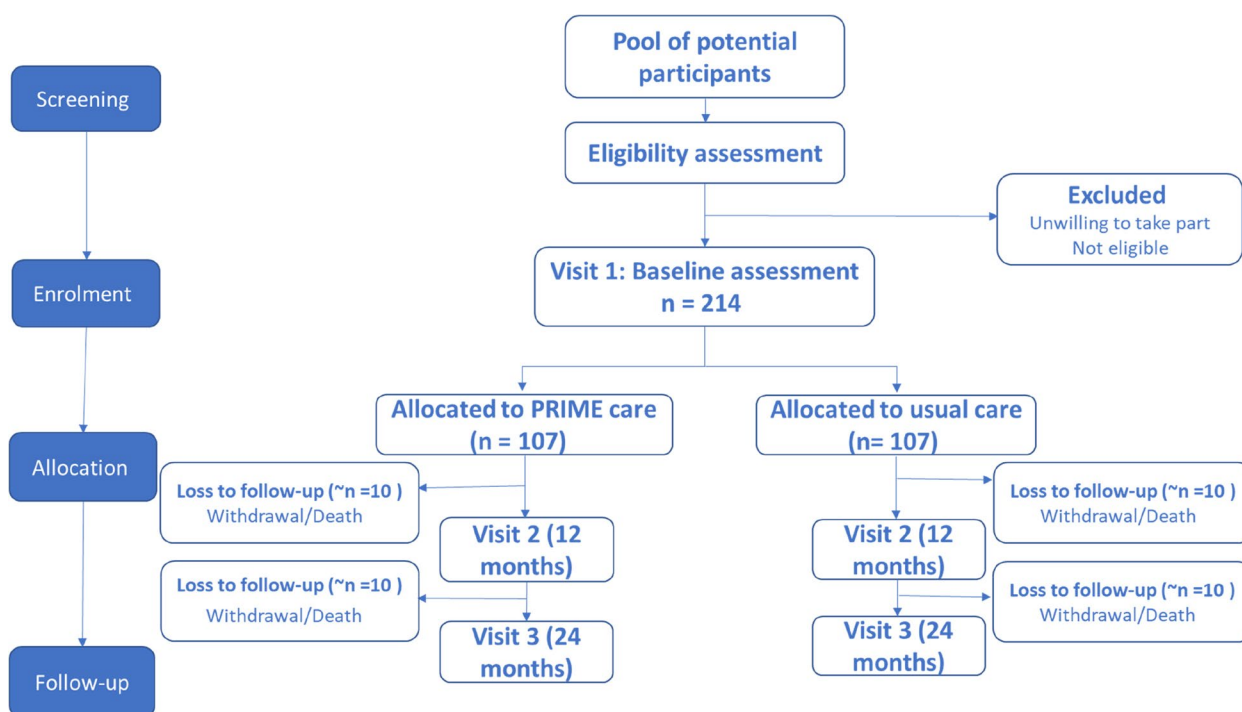 Screening
Pool of potential
participants
Eligibility assessment
Excluded
Unwilling to take part
Not eligible
Enrolment
Visit 1: Baseline assessment
n = 214
Allocation
Allocated to PRIME care
(n = 107)
Allocated to usual care
(n= 107)
Loss to follow-up (~n =10 )
Withdrawal/Death
Loss to follow-up (~n =10 )
Withdrawal/Death
Visit 2 (12
months)
Visit 2 (12
months)
Loss to follow-up (~n =10 )
Withdrawal/Death
Loss to follow-up (~n =10 )
Withdrawal/Death
Follow-up
Visit 3 (24
months)
Visit 3 (24
months)